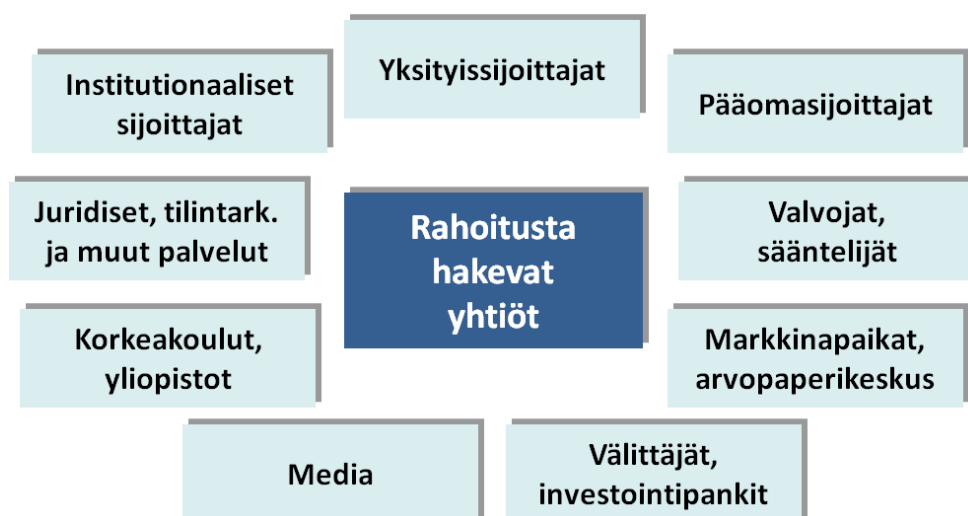 Yksityissijoittajat
Institutionaaliset
sijoittajat
Pääomasijoittajat
Juridiset, tilintark.
ja muut palvelut
Rahoitusta
hakevat
yhtiöt
Valvojat,
sääntelijät
Korkeakoulut,
yliopistot
Markkinapaikat,
arvopaperikeskus
Media
Välittäjät,
investointipankit